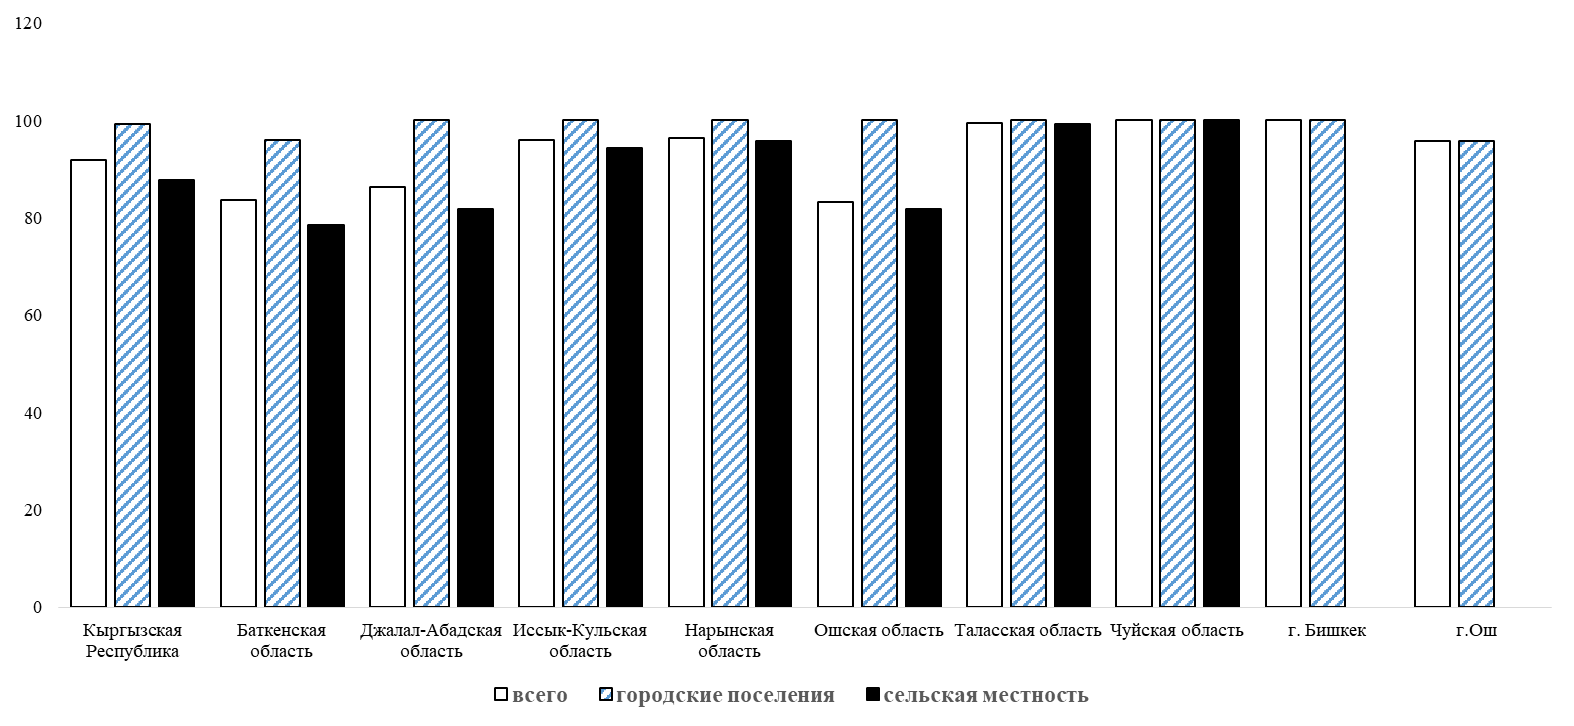 120
100
80
60
40
20
0
Кыргызская
Республика
Баткенская
область
Джалал-Абадская
область
Иссык-Кульская
область
Нарынская
область
Ошская область
Таласская область
Чуйская область
г. Бишкек
г.Ош
всего
городские поселения
сельская местность